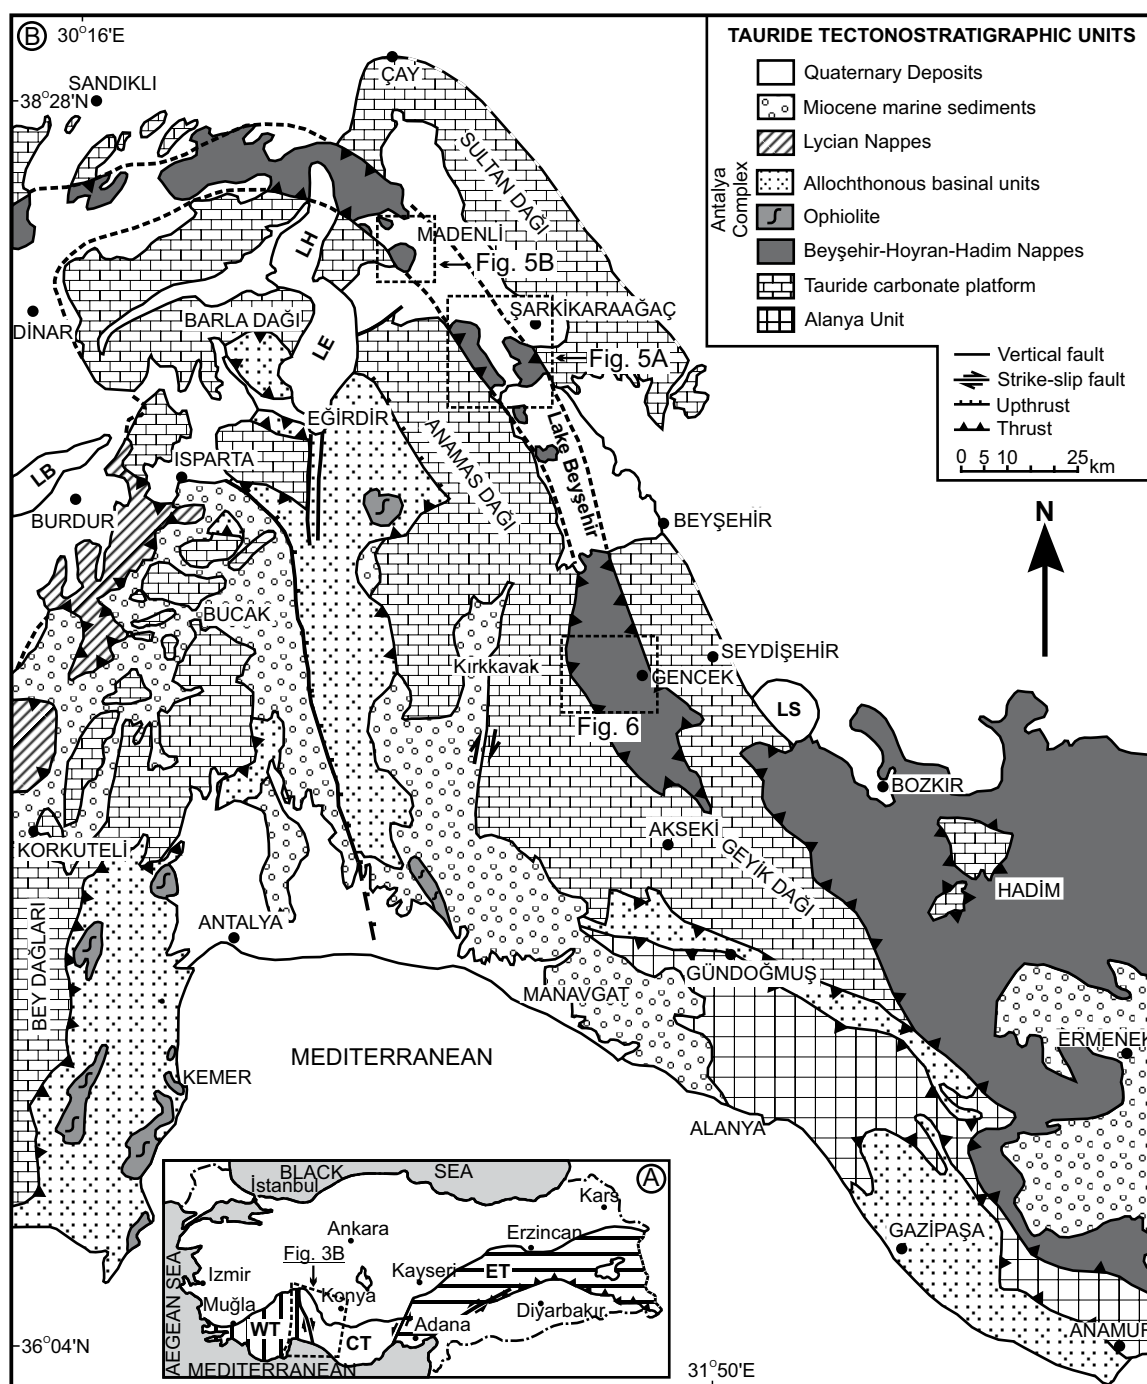 B
30°16'E
38°28'N
SANDIKLI
ÇAY
SULTAN DAĞI
TAURIDE TECTONOSTRATIGRAPHIC UNITS
Quaternary Deposits
Miocene marine sediments
Lycian Nappes
Antalya
Complex
Allochthonous basinal units
Ophiolite
Beyşehir-Hoyran-Hadim Nappes
Tauride carbonate platform
Alanya Unit
Vertical fault
Strike-slip fault
Upthrust
Thrust
0 5 10 25 km
N
MADENLİ
Fig. 5B
LH
DİNAR
BARLA DAĞI
LE
ŞARKİKARAAĞAÇ
Fig. 5A
EĞİRDİR
ANAMAS DAĞI
Lake Beyşehir
ISPARTA
LB
BURDUR
BEYŞEHİR
BUCAK
Kırkkavak
SEYDİŞEHİR
GENCEK
Fig. 6
LS
BOZKIR
AKSEKİ
GEYİK DAĞI
HADİM
KORKUTELİ
BEY DAĞLARI
ANTALYA
GÜNDOĞMUŞ
MANAVGAT
ERMENEK
MEDITERRANEAN
KEMER
ALANYA
GAZİPAŞA
ANAMUR
36°04'N
31°50'E
A
BLACK SEA
İstanbul
Kars
Ankara
Erzincan
Fig. 3B
Izmir
Kayseri
ET
Konya
Muğla
Diyarbakır
WT
CT
Adana
AEGEAN SEA
MEDITERRANEAN